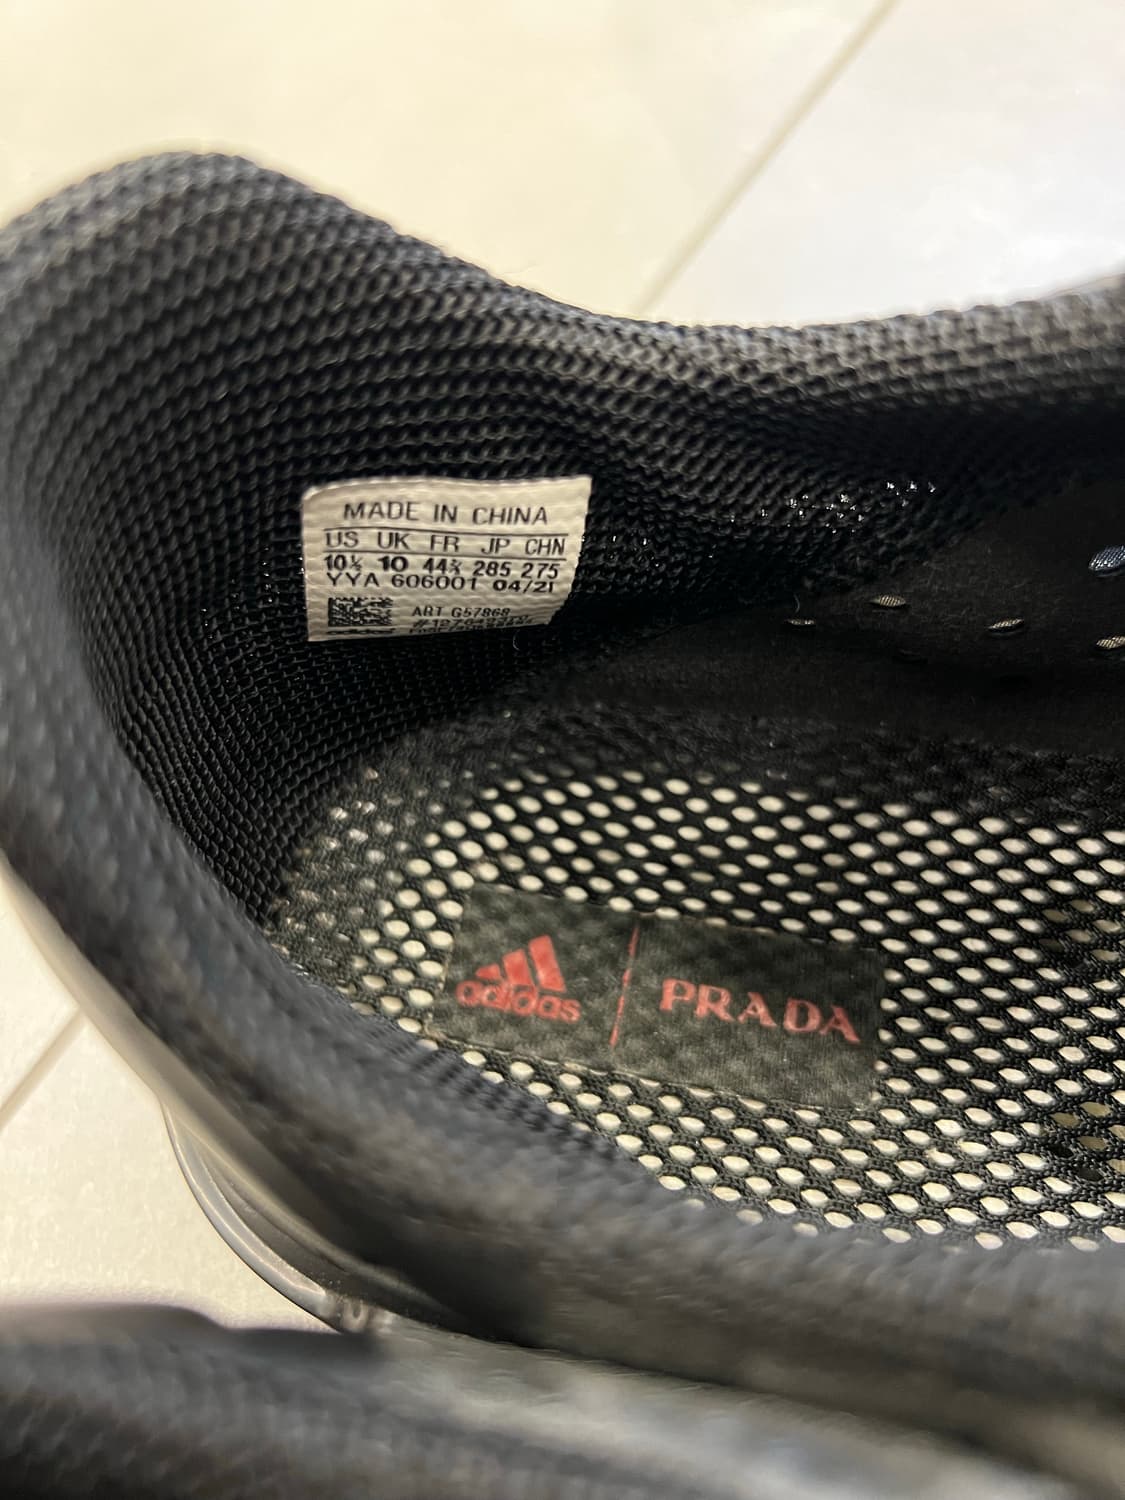 MADE IN CHINA
US UK FR JP CHN
10½ 10 44⅔ 285 275
YYA 606001 04/21
ART G57868
adidas
PRADA